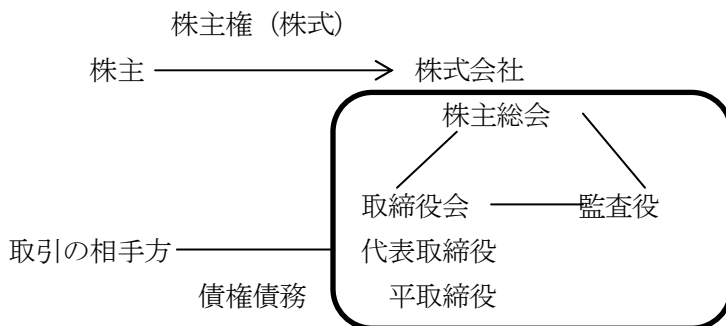 株主権（株式）
株主
株式会社
株主総会
取締役会
監査役
取引の相手方
代表取締役
債権債務
平取締役